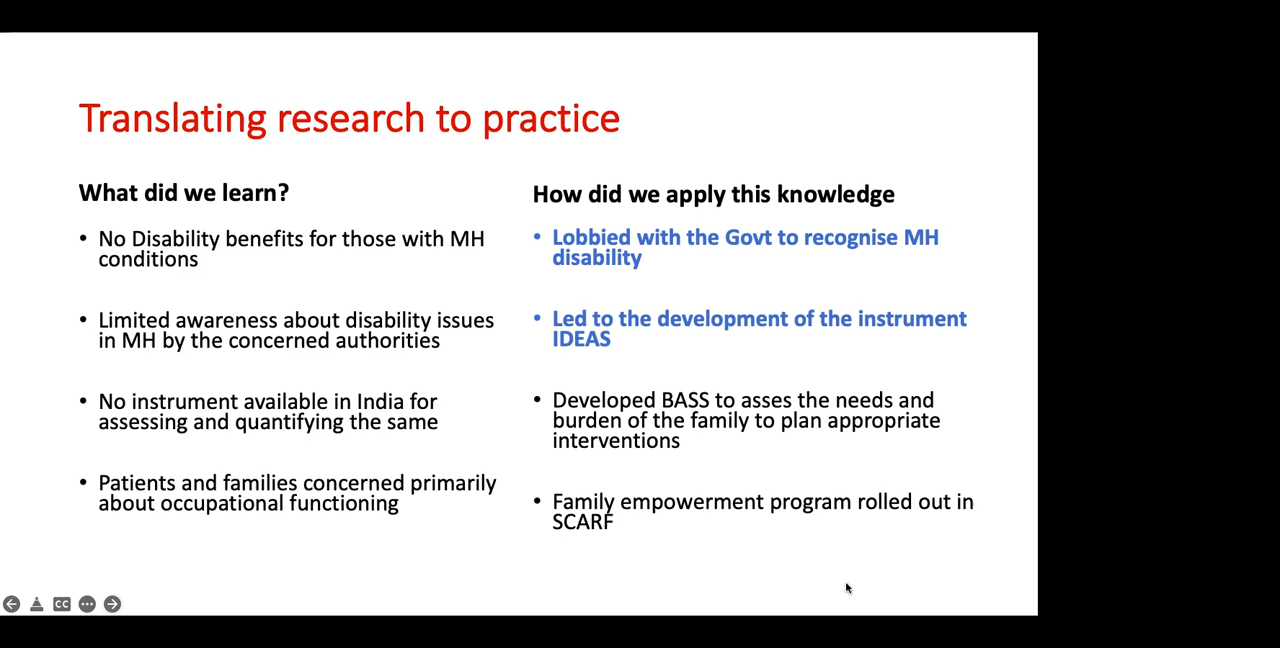 Translating research to practice
What did we learn?
• No Disability benefits for those with MH
conditions
• Limited awareness about disability issues
in MH by the concerned authorities
• No instrument available in India for
assessing and quantifying the same
• Patients and families concerned primarily
about occupational functioning
How did we apply this knowledge
• Lobbied with the Govt to recognise MH
disability
• Led to the development of the instrument
IDEAS
• Developed BASS to asses the needs and
burden of the family to plan appropriate
interventions
• Family empowerment program rolled out in
SCARF
CC